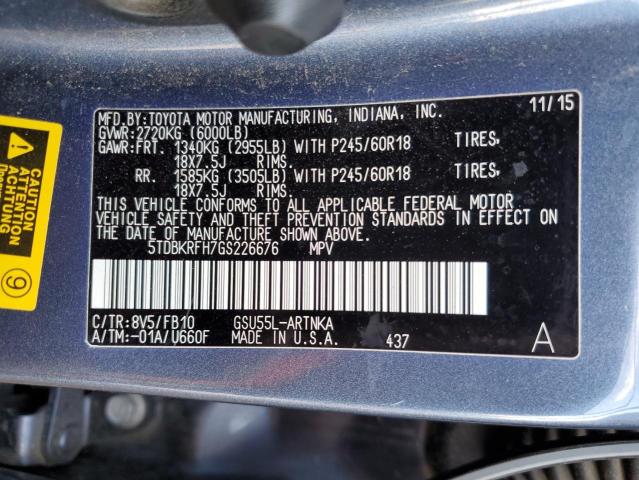 MFD.BY:TOYOTA MOTOR MANUFACTURING, INDIANA, INC. 11/15
GVWR:2720KG (6000LB)
GAWR:FRT. 1340KG (2955LB) WITH P245/60R18 TIRES,
18X7.5J RIMS.
RR. 1585KG (3505LB) WITH P245/60R18 TIRES,
18X7.5J RIMS.
THIS VEHICLE CONFORMS TO ALL APPLICABLE FEDERAL MOTOR
VEHICLE SAFETY AND THEFT PREVENTION STANDARDS IN EFFECT ON
THE DATE OF MANUFACTURE SHOWN ABOVE.
5TDBKRFH7GS226676 MPV
C/TR:8V5/FB10 GSU55L-ARTNKA
A/TM:-01A/U660F MADE IN U.S.A. 437 A
CAUTION
ATTENTION
ACHTUNG
9